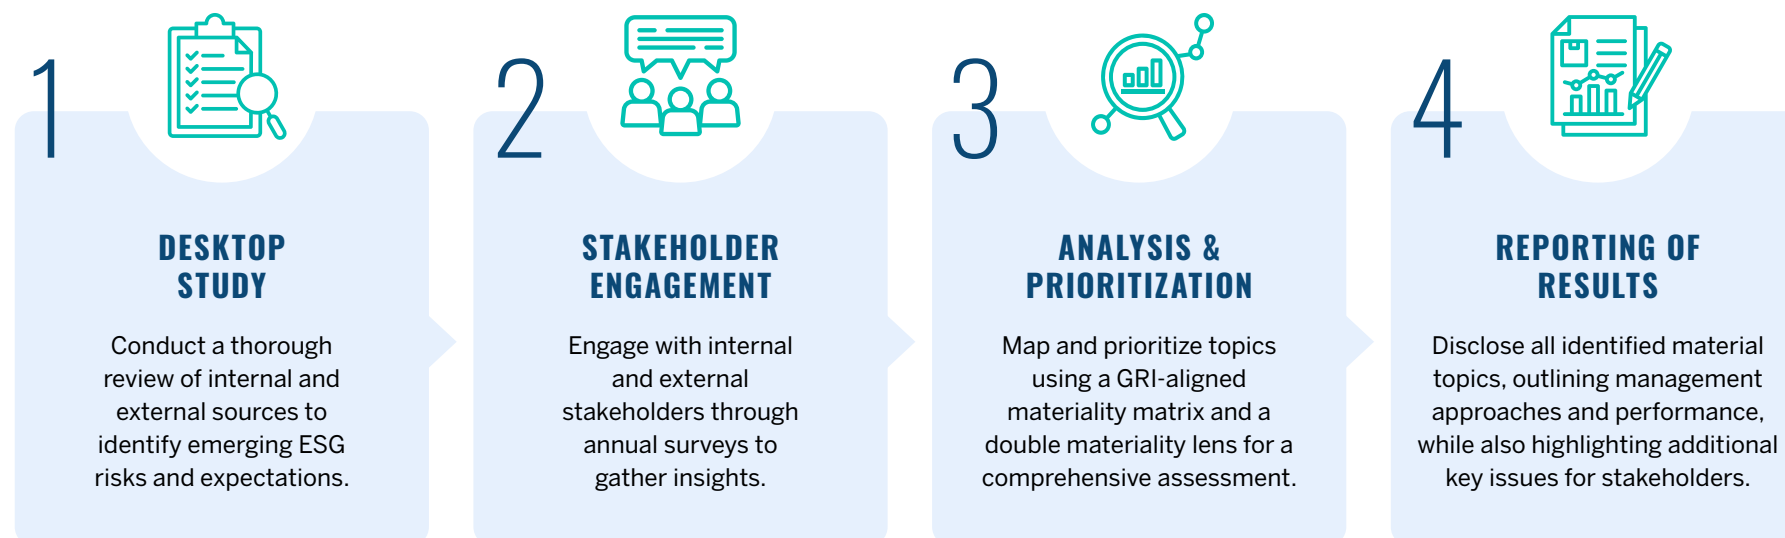 1
DESKTOP
STUDY
Conduct a thorough
review of internal and
external sources to
identify emerging ESG
risks and expectations.
2
STAKEHOLDER
ENGAGEMENT
Engage with internal
and external
stakeholders through
annual surveys to
gather insights.
3
ANALYSIS &
PRIORITIZATION
Map and prioritize topics
using a GRI-aligned
materiality matrix and a
double materiality lens for a
comprehensive assessment.
4
REPORTING OF
RESULTS
Disclose all identified material
topics, outlining management
approaches and performance,
while also highlighting additional
key issues for stakeholders.